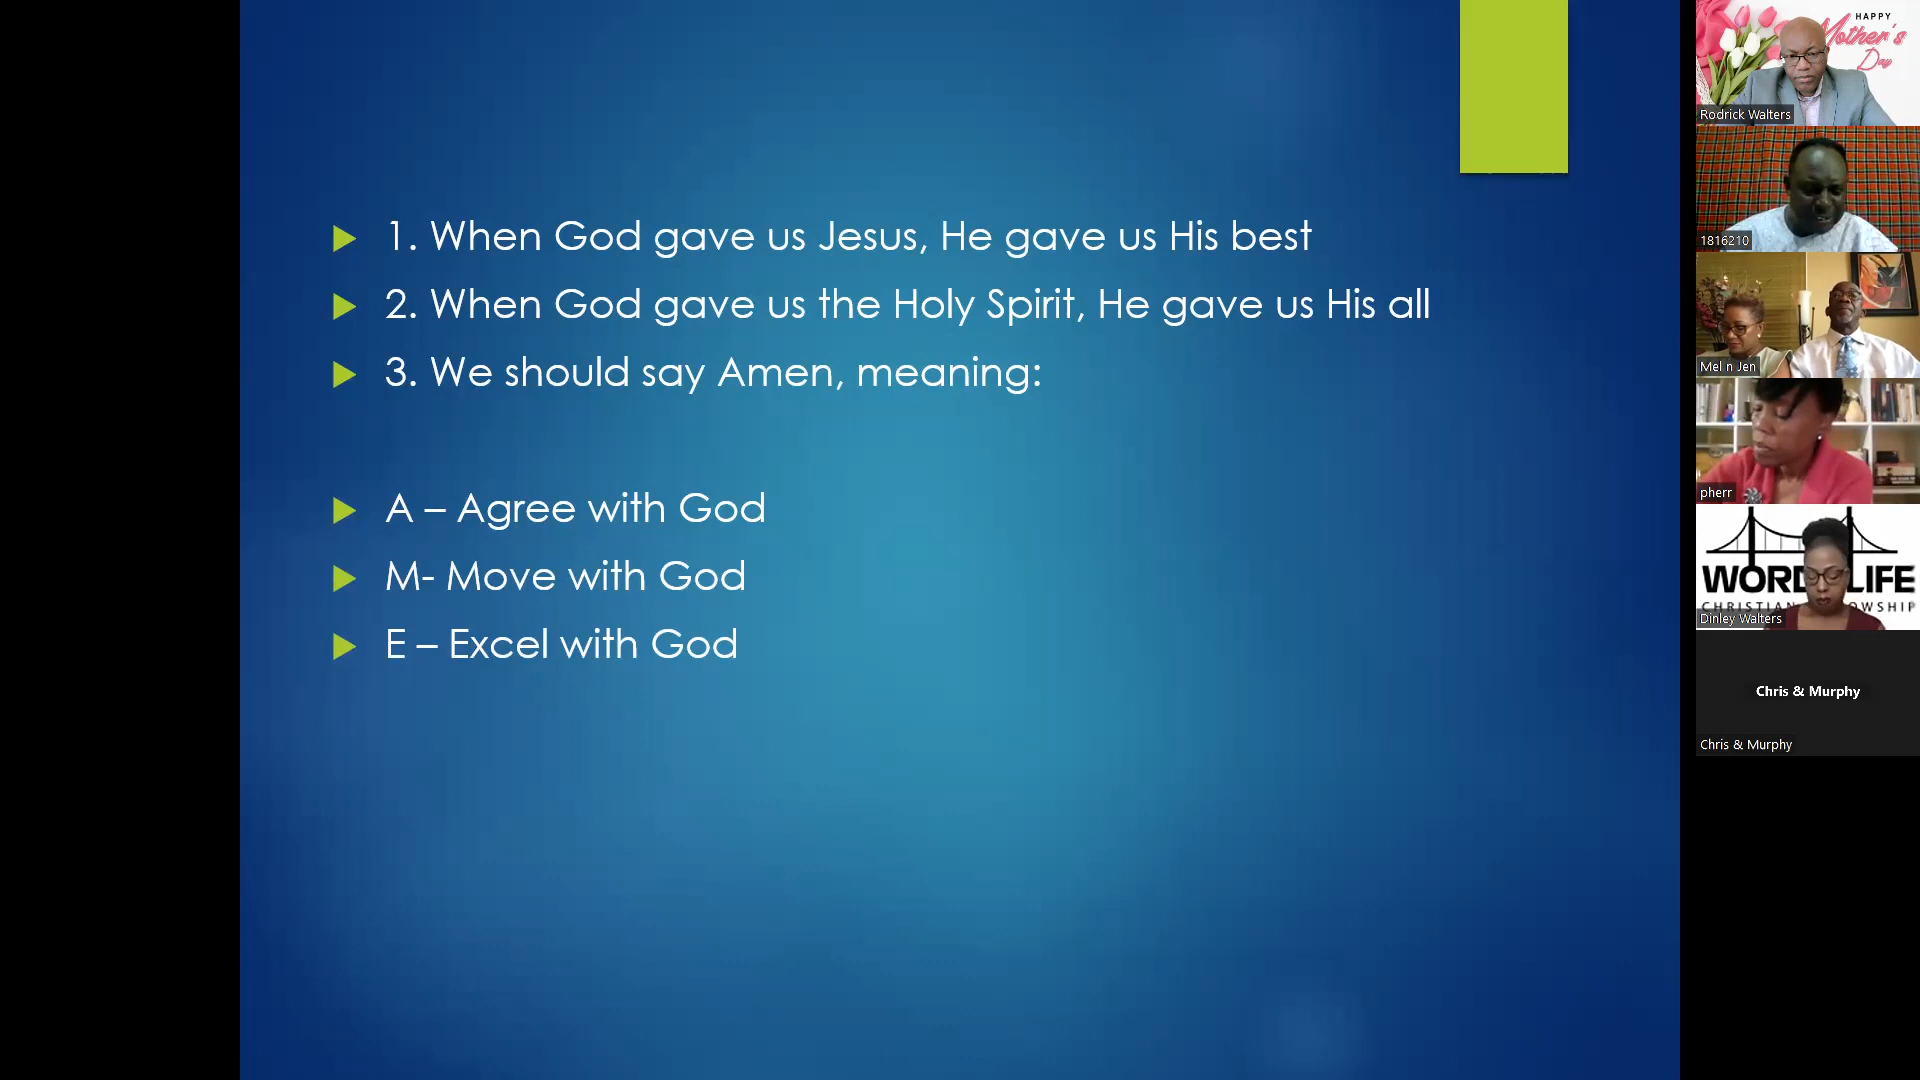 1. When God gave us Jesus, He gave us His best
2. When God gave us the Holy Spirit, He gave us His all
3. We should say Amen, meaning:
A – Agree with God
M- Move with God
E – Excel with God
HAPPY
Mother's
Day
Rodrick Walters
1816210
Mel n Jen
pherr
WORD LIFE
CHRISTIAN
Dinley Walters
Chris & Murphy
Chris & Murphy